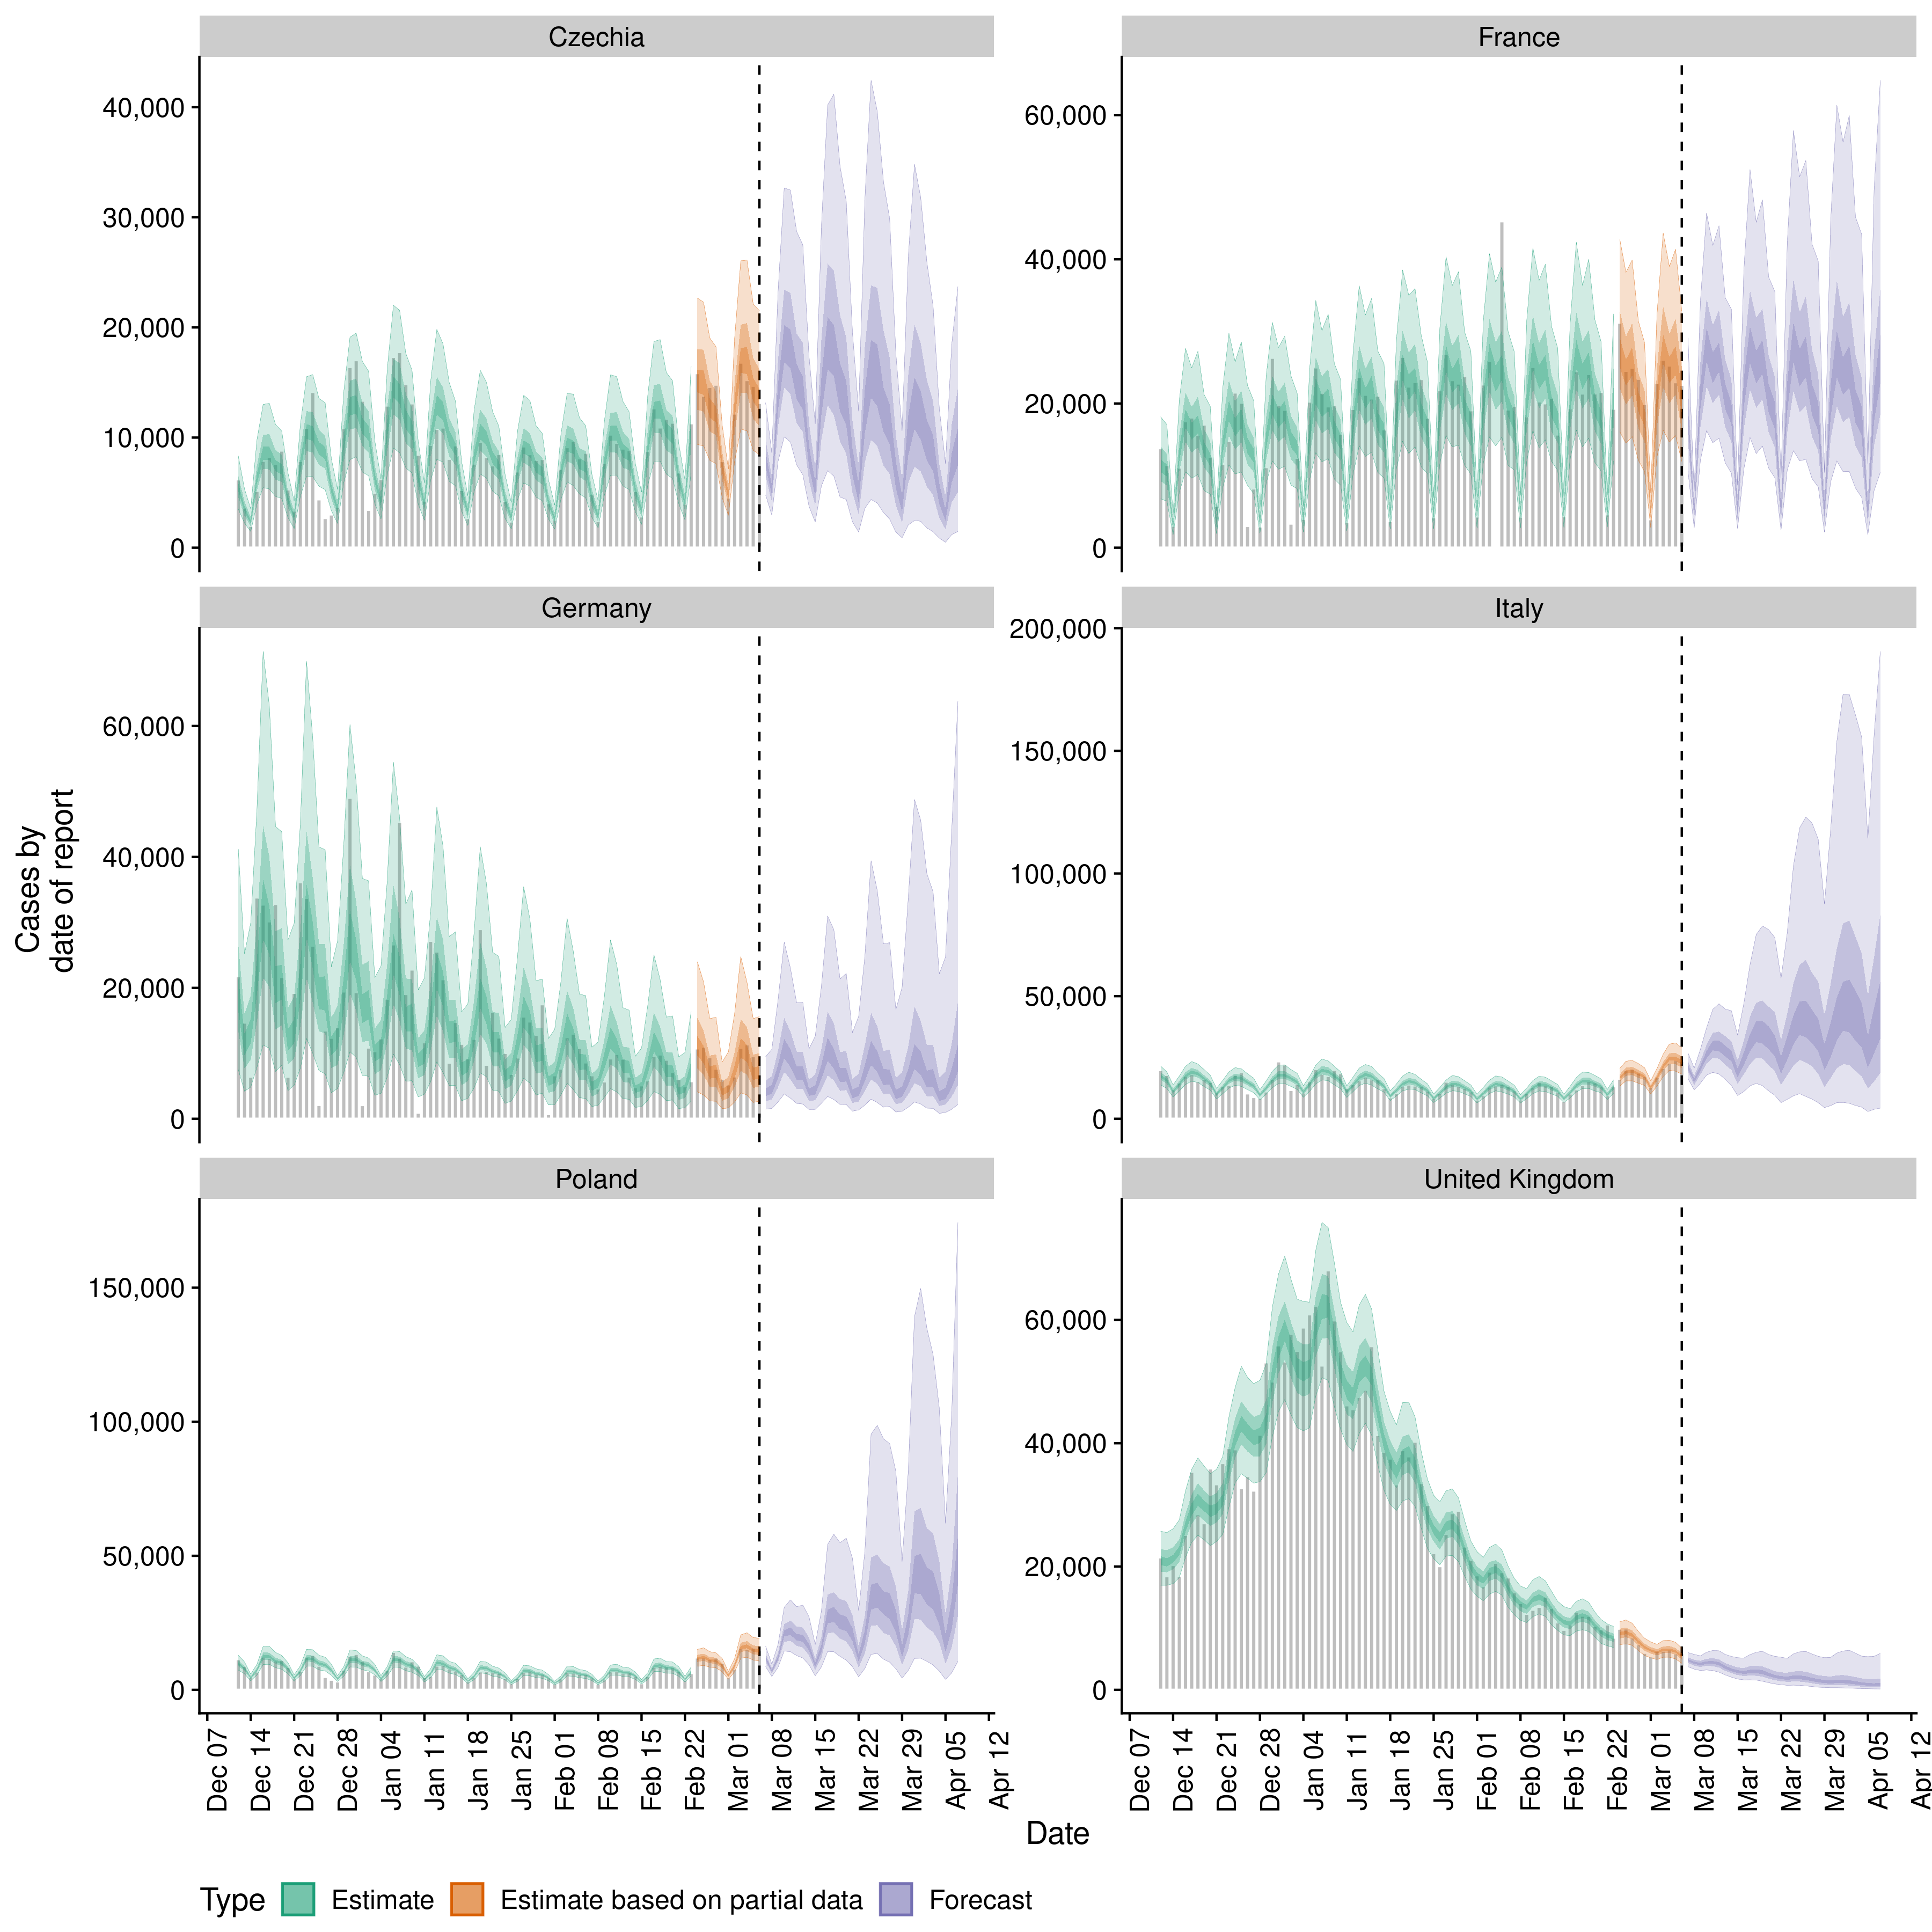 Czechia
France
40,000
30,000
20,000
10,000
0
60,000
40,000
20,000
0
Germany
Italy
60,000
40,000
20,000
0
200,000
150,000
100,000
50,000
0
Poland
United Kingdom
150,000
100,000
50,000
0
60,000
40,000
20,000
0
Cases by
date of report
Dec 07
Dec 14
Dec 21
Dec 28
Jan 04
Jan 11
Jan 18
Jan 25
Feb 01
Feb 08
Feb 15
Feb 22
Mar 01
Mar 08
Mar 15
Mar 22
Mar 29
Apr 05
Apr 12
Dec 07
Dec 14
Dec 21
Dec 28
Jan 04
Jan 11
Jan 18
Jan 25
Feb 01
Feb 08
Feb 15
Feb 22
Mar 01
Mar 08
Mar 15
Mar 22
Mar 29
Apr 05
Apr 12
Date
Type Estimate Estimate based on partial data Forecast